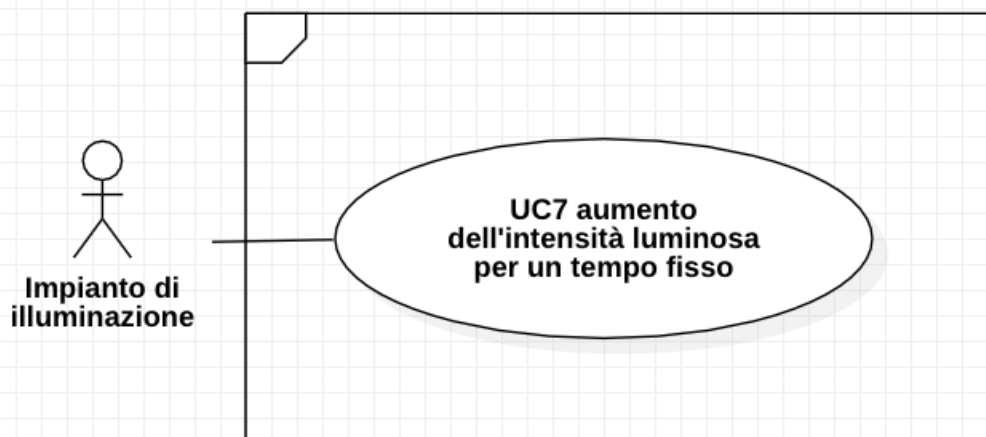 UC7 aumento
dell'intensità luminosa
per un tempo fisso
Impianto di
illuminazione